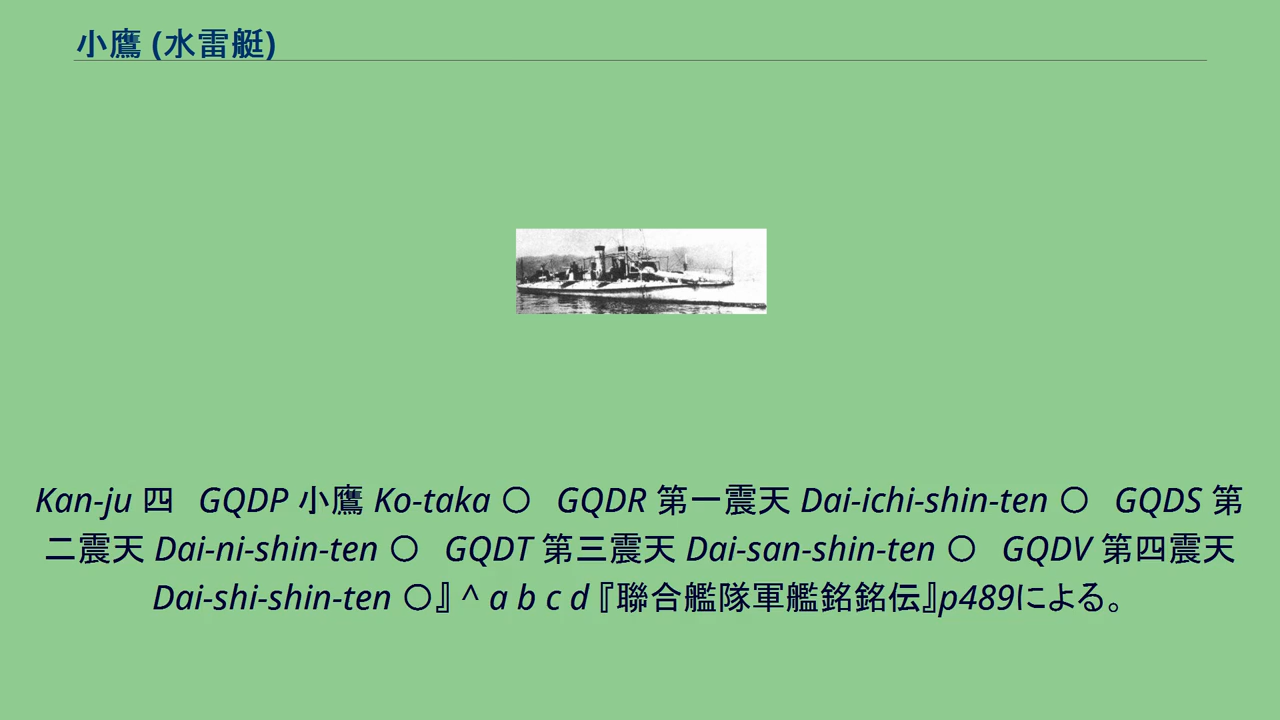 小鷹 (水雷艇)
Kan-ju 四 GQDP 小鷹 Ko-taka 〇 GQDR 第一震天 Dai-ichi-shin-ten 〇 GQDS 第
二震天 Dai-ni-shin-ten 〇 GQDT 第三震天 Dai-san-shin-ten 〇 GQDV 第四震天
Dai-shi-shin-ten 〇』 ^ a b c d 『聯合艦隊軍艦銘銘伝』p489による。